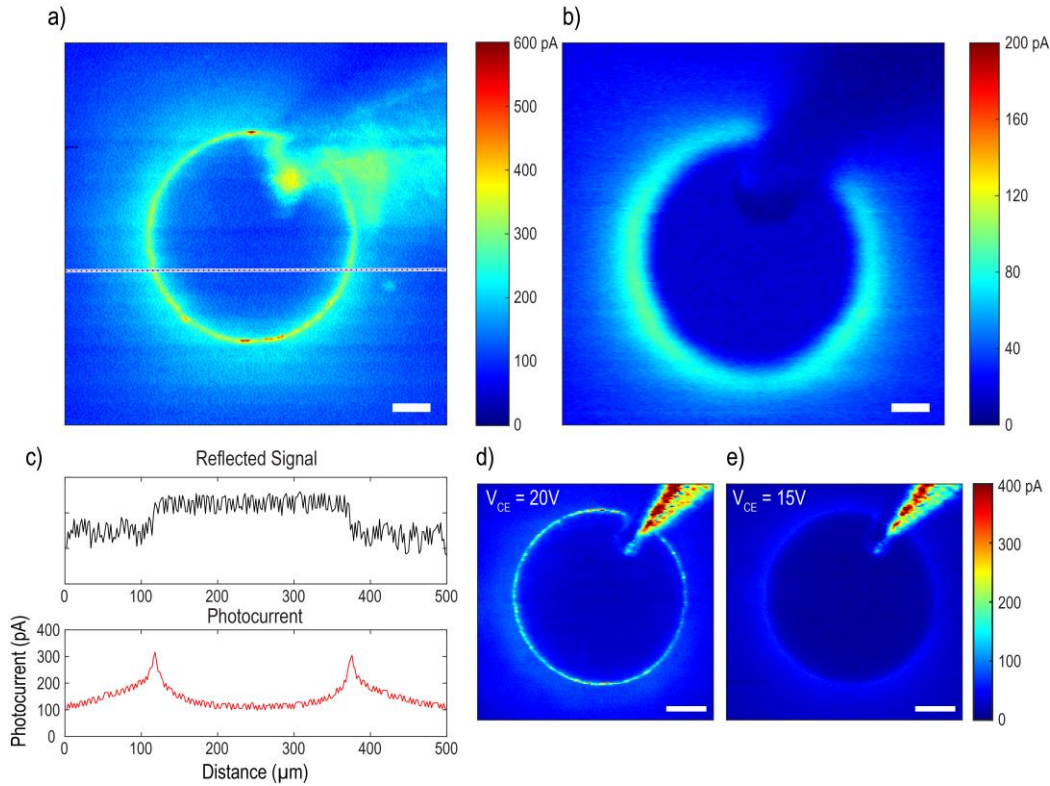 a)
b)
600 pA
500
400
300
200
100
0
200 pA
160
120
80
40
0
c)
Reflected Signal
0 100 200 300 400 500
Photocurrent
Photocurrent (pA)
400
300
200
100
0
0 100 200 300 400 500
Distance (µm)
d)
e)
V_CE = 20V
V_CE = 15V
400 pA
300
200
100
0